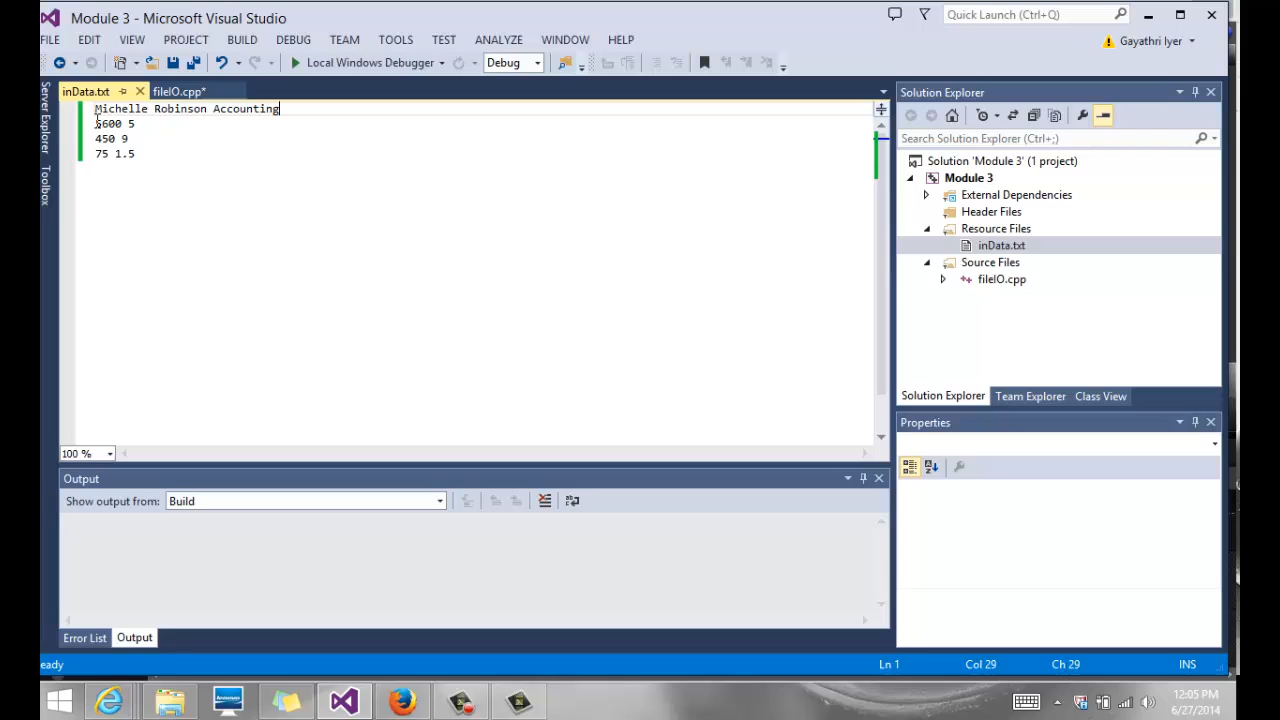 Module 3 - Microsoft Visual Studio
Quick Launch (Ctrl+Q)
FILE EDIT VIEW PROJECT BUILD DEBUG TEAM TOOLS TEST ANALYZE WINDOW HELP
Gayathri Iyer
Local Windows Debugger
Debug
Server Explorer
Toolbox
inData.txt
fileIO.cpp*
Michelle Robinson Accounting
5600 5
450 9
75 1.5
100 %
Solution Explorer
Search Solution Explorer (Ctrl+;)
Solution 'Module 3' (1 project)
Module 3
External Dependencies
Header Files
Resource Files
inData.txt
Source Files
fileIO.cpp
Solution Explorer Team Explorer Class View
Properties
Output
Show output from: Build
Error List Output
eady
Ln 1 Col 29 Ch 29 INS
12:05 PM
6/27/2014